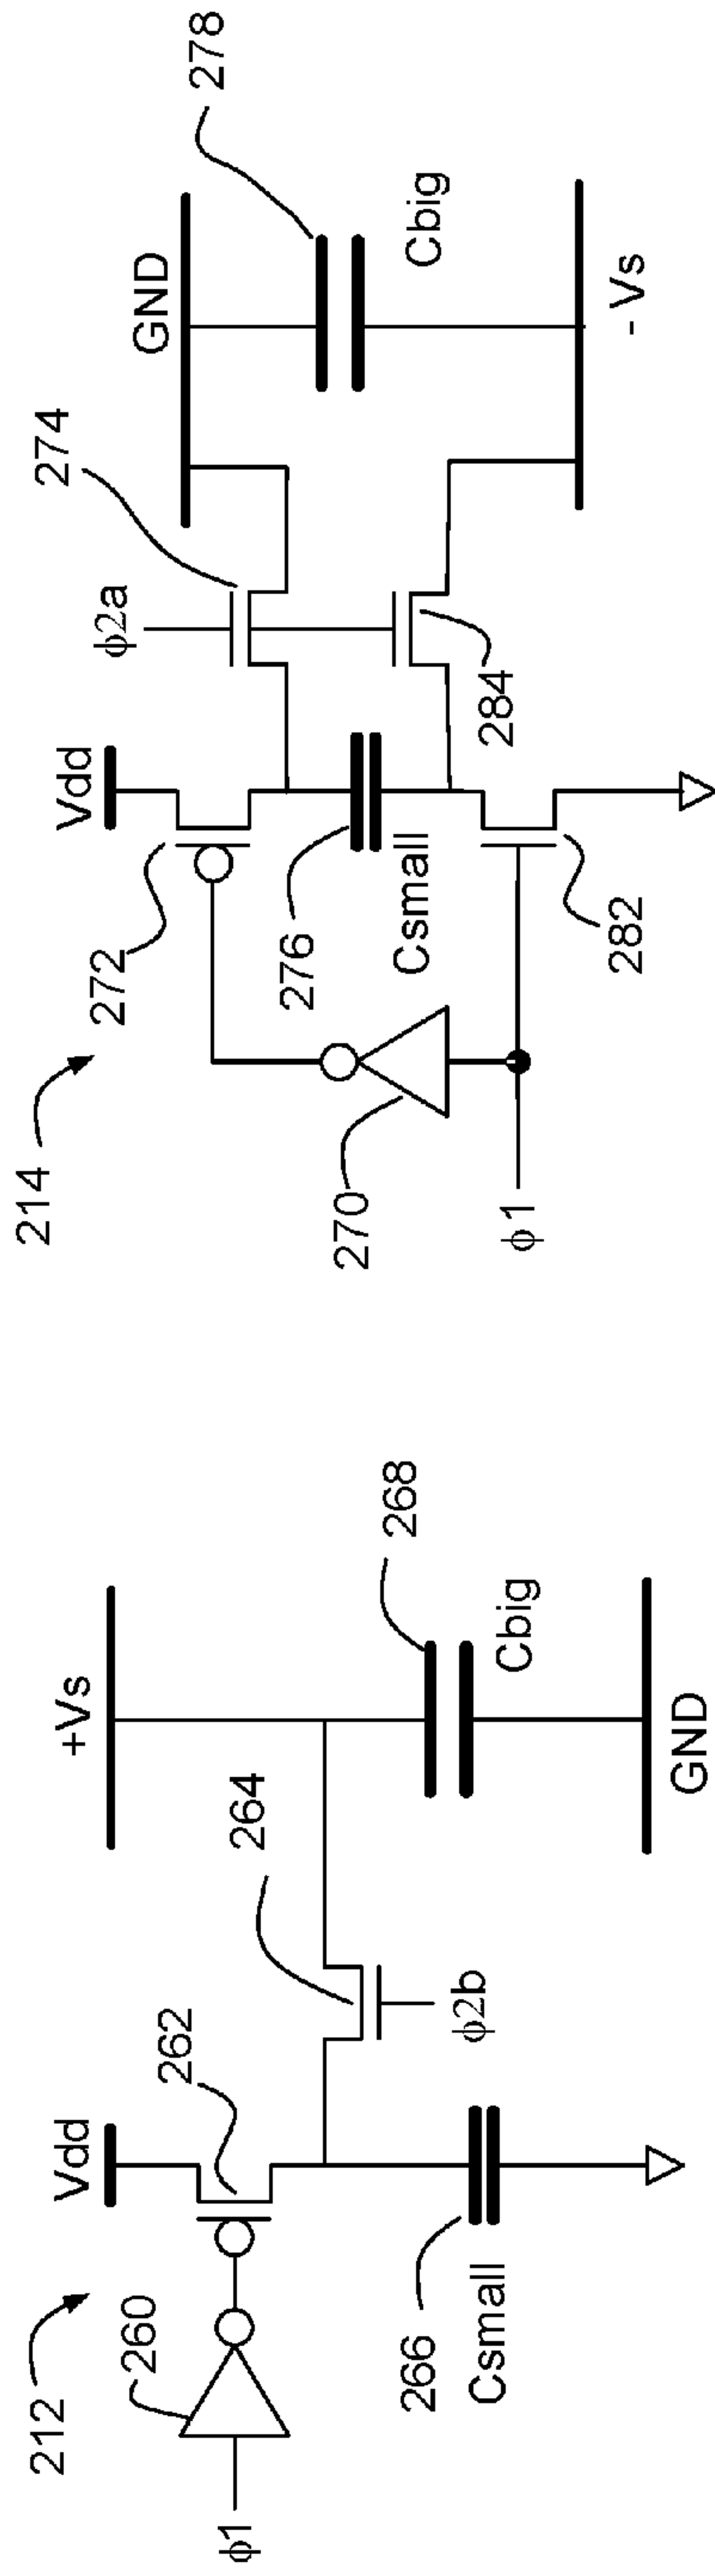 212
Vdd
+Vs
260
262
264
268
ϕ1
ϕ2b
Cbig
266
Csmall
GND
214
Vdd
ϕ2a
274
GND
278
272
276
Csmall
Cbig
270
284
ϕ1
282
- Vs